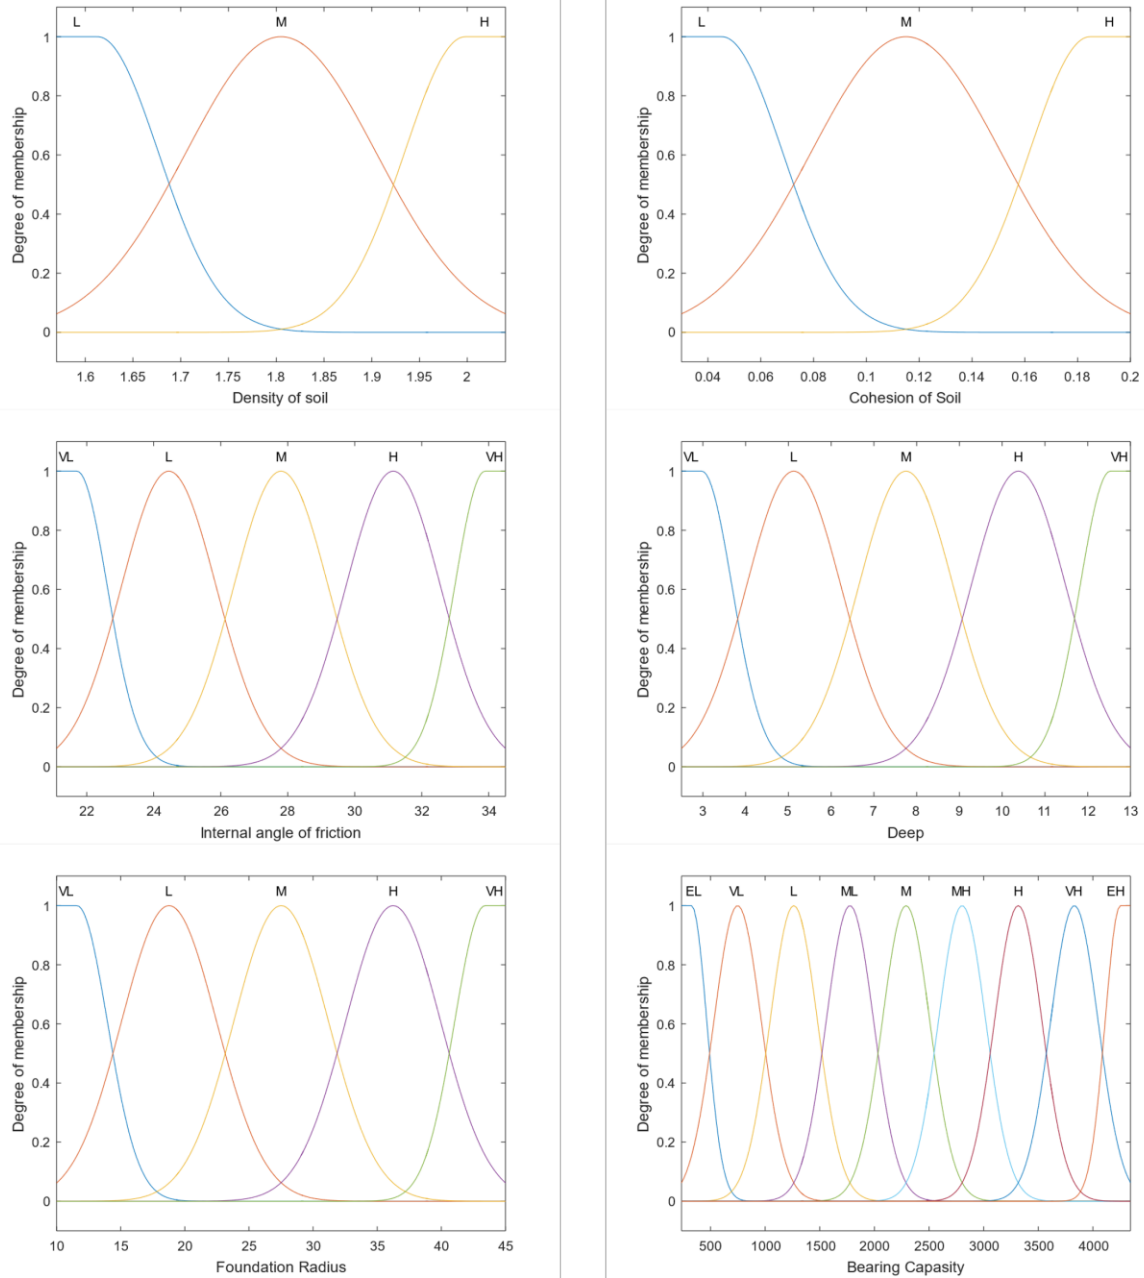 L M H
1
0.8
0.6
0.4
0.2
0
Degree of membership
1.6 1.65 1.7 1.75 1.8 1.85 1.9 1.95 2
Density of soil
L M H
1
0.8
0.6
0.4
0.2
0
Degree of membership
0.04 0.06 0.08 0.1 0.12 0.14 0.16 0.18 0.2
Cohesion of Soil
VL L M H VH
1
0.8
0.6
0.4
0.2
0
Degree of membership
22 24 26 28 30 32 34
Internal angle of friction
VL L M H VH
1
0.8
0.6
0.4
0.2
0
Degree of membership
3 4 5 6 7 8 9 10 11 12 13
Deep
VL L M H VH
1
0.8
0.6
0.4
0.2
0
Degree of membership
10 15 20 25 30 35 40 45
Foundation Radius
EL VL L ML M MH H VH EH
1
0.8
0.6
0.4
0.2
0
Degree of membership
500 1000 1500 2000 2500 3000 3500 4000
Bearing Capasity